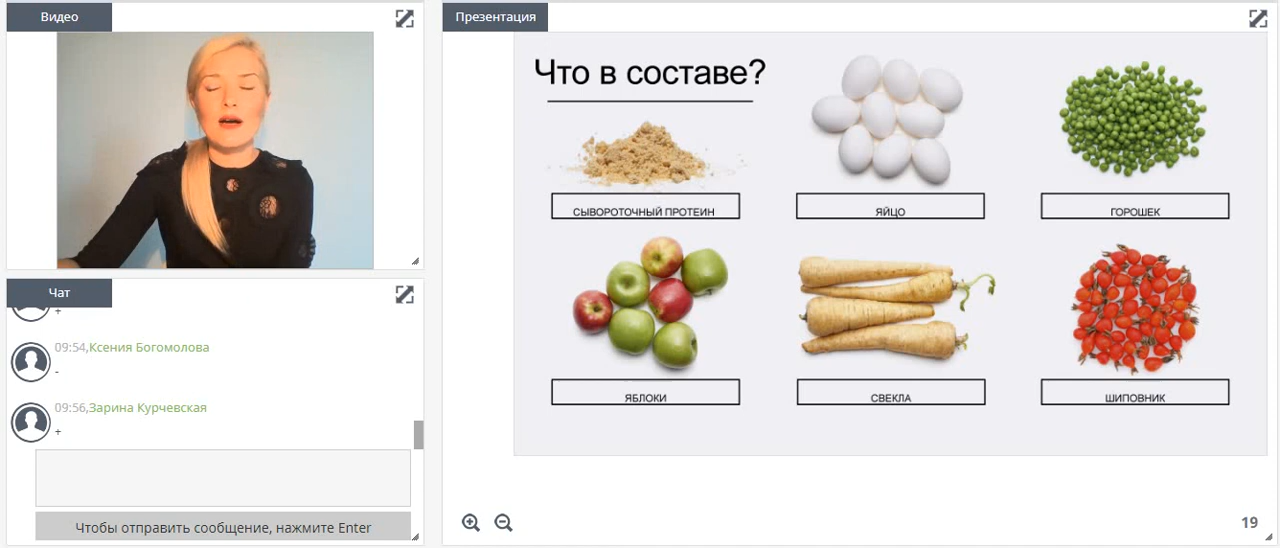 Видео
Чат
+
09:54,Ксения Богомолова
-
09:56,Зарина Курчевская
+
Чтобы отправить сообщение, нажмите Enter
Презентация
Что в составе?
СЫВОРОТОЧНЫЙ ПРОТЕИН
ЯЙЦО
ГОРОШЕК
ЯБЛОКИ
СВЕКЛА
ШИПОВНИК
19